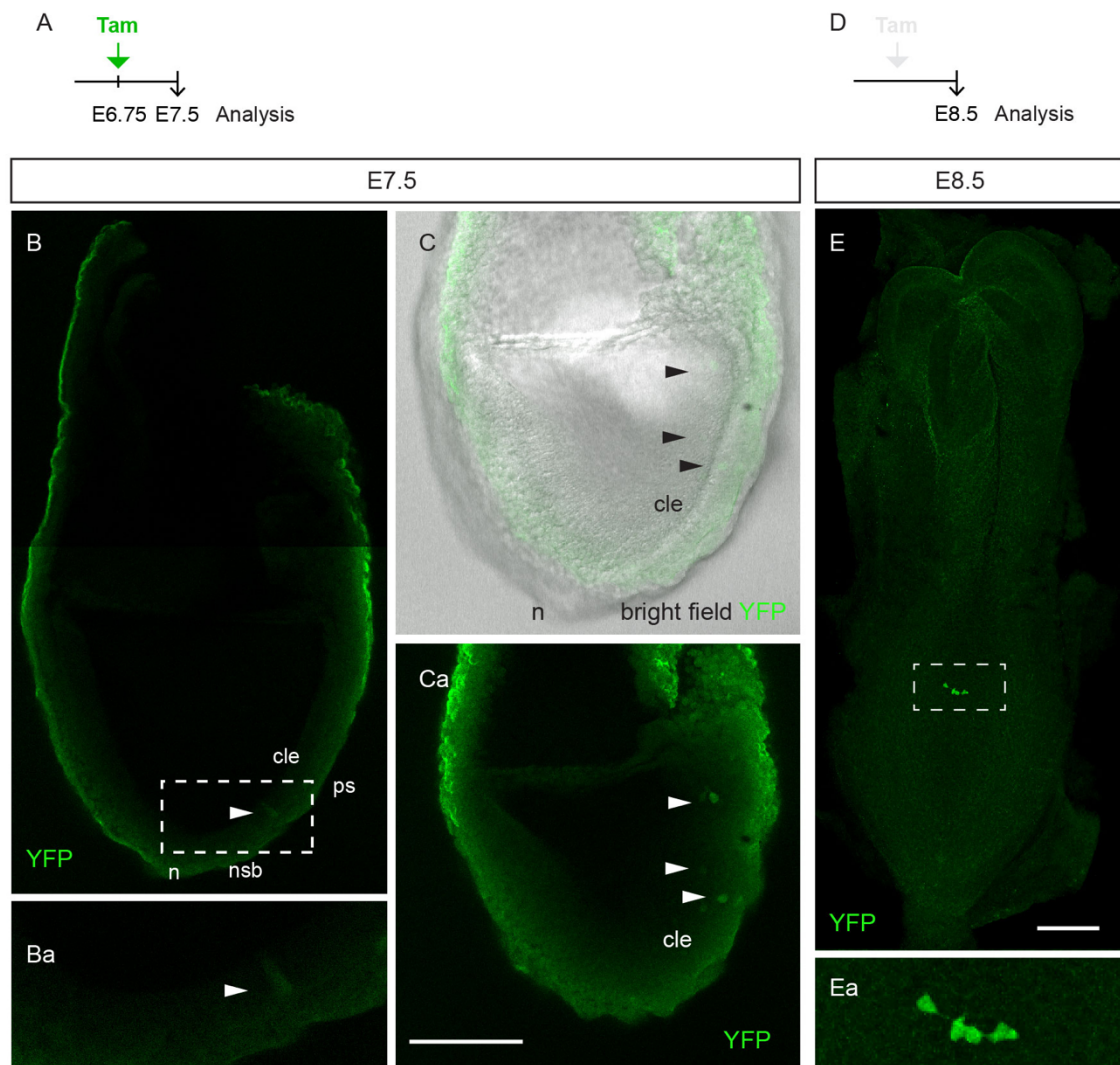 A
Tam
E6.75 E7.5 Analysis
D
Tam
E8.5 Analysis
E7.5
E8.5
B
cle
ps
n
nsb
YFP
Ba
C
cle
n
bright field YFP
Ca
cle
YFP
E
YFP
Ea